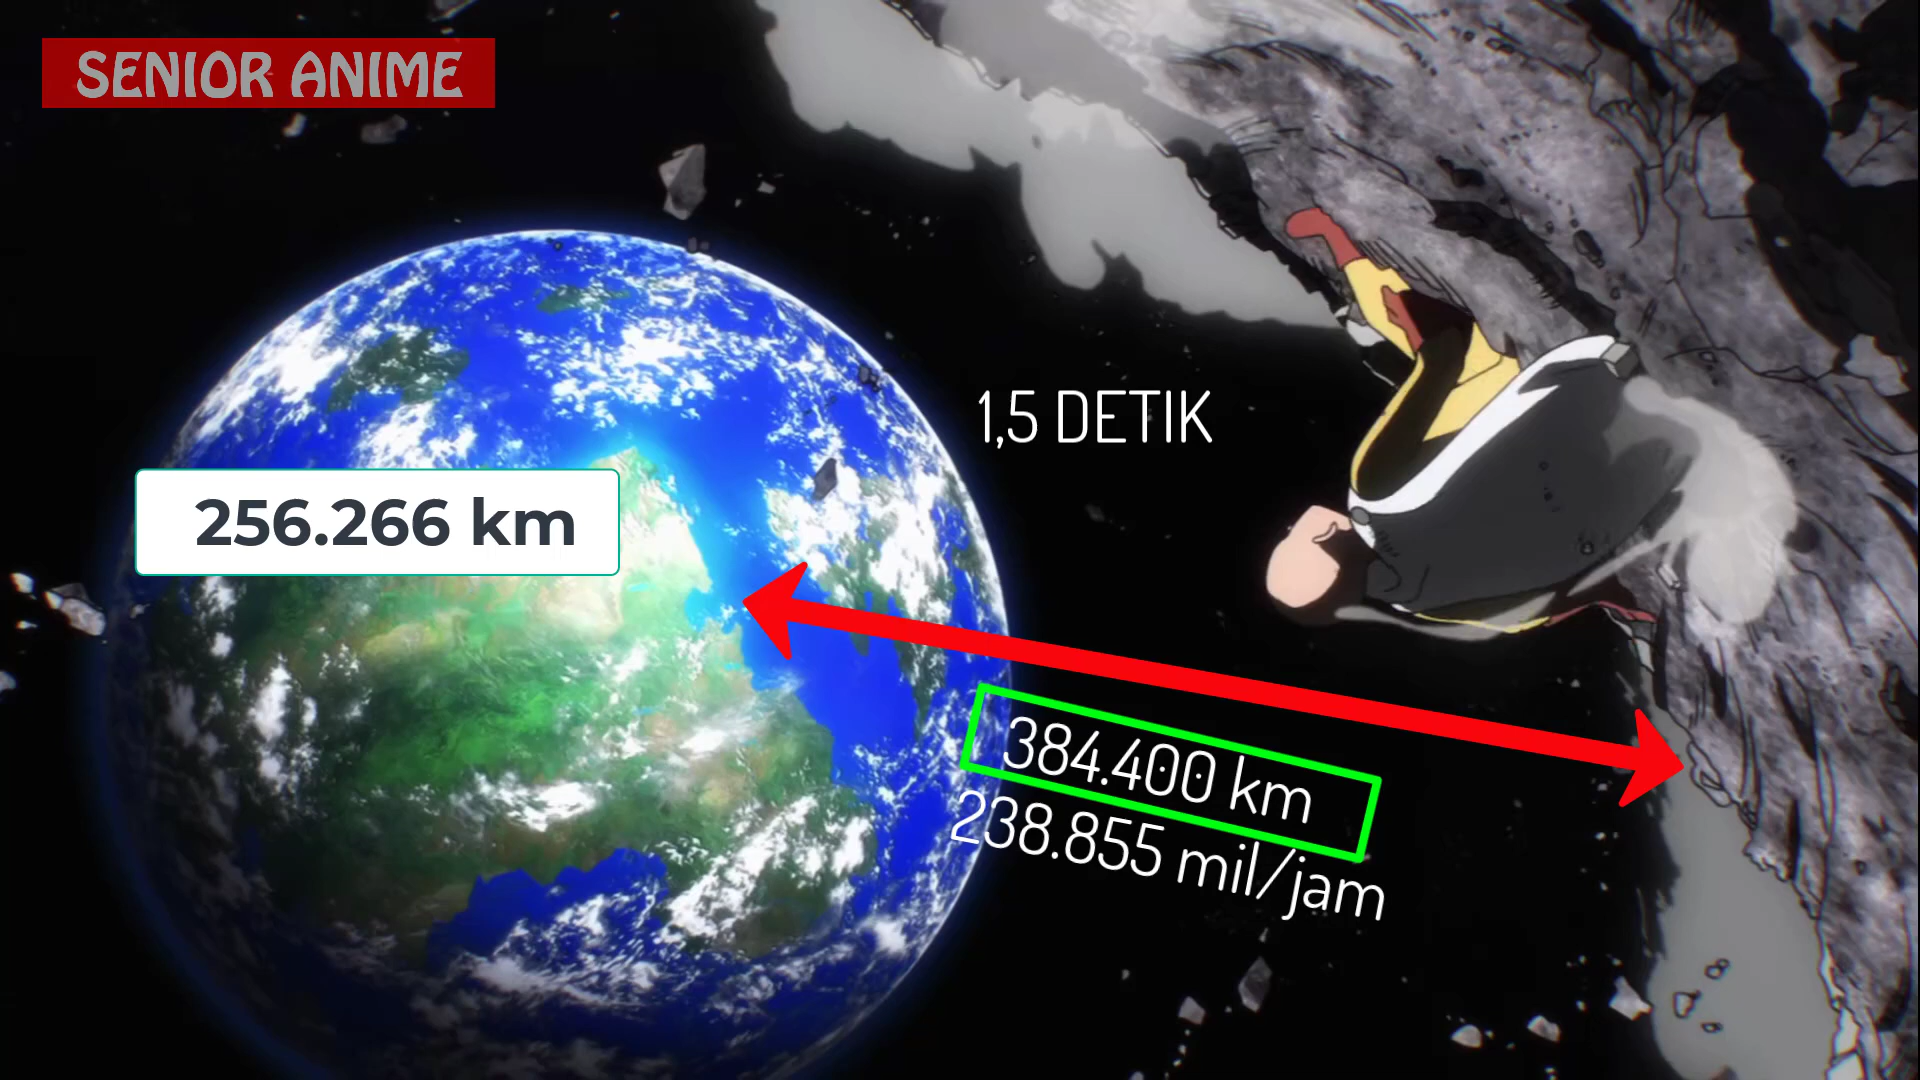 SENIOR ANIME
1,5 DETIK
256.266 km
384.400 km
238.855 mil/jam